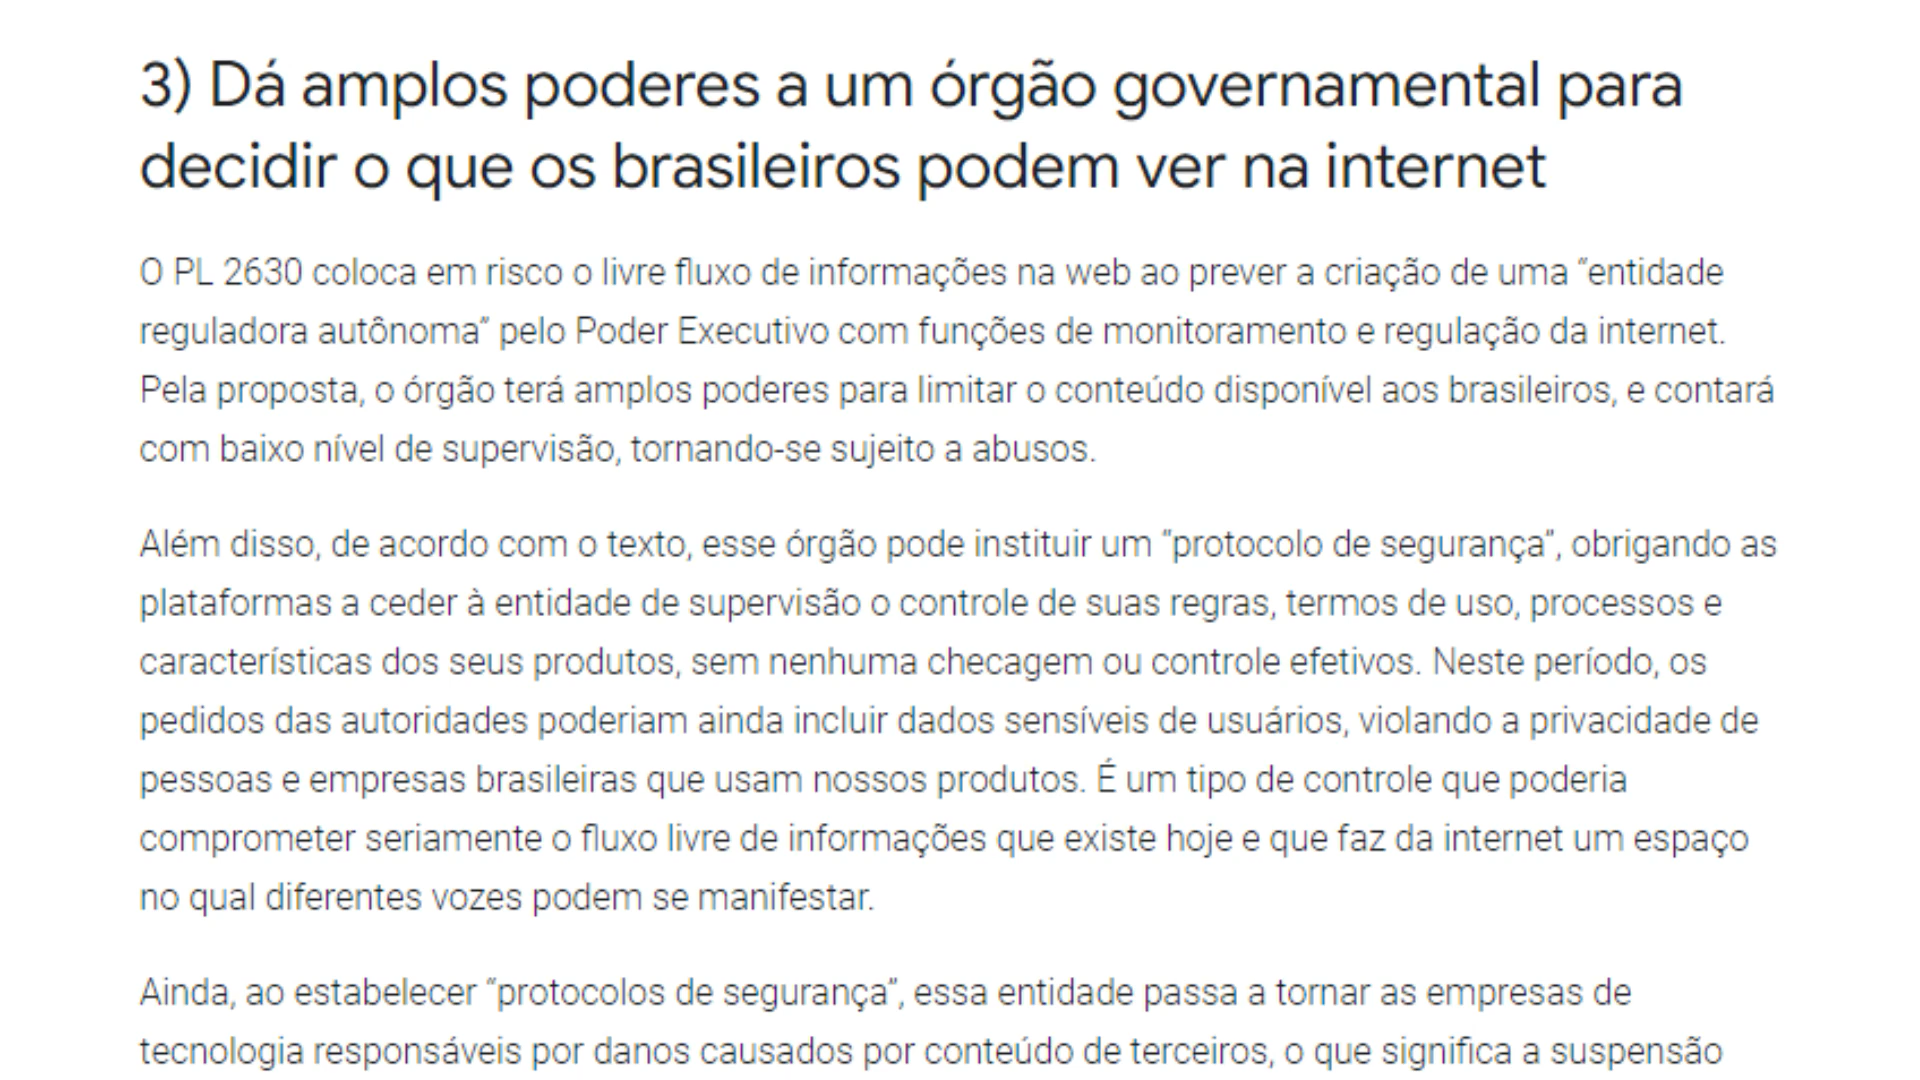 3) Dá amplos poderes a um órgão governamental para
decidir o que os brasileiros podem ver na internet
O PL 2630 coloca em risco o livre fluxo de informações na web ao prever a criação de uma “entidade
reguladora autônoma” pelo Poder Executivo com funções de monitoramento e regulação da internet.
Pela proposta, o órgão terá amplos poderes para limitar o conteúdo disponível aos brasileiros, e contará
com baixo nível de supervisão, tornando-se sujeito a abusos.
Além disso, de acordo com o texto, esse órgão pode instituir um “protocolo de segurança”, obrigando as
plataformas a ceder à entidade de supervisão o controle de suas regras, termos de uso, processos e
características dos seus produtos, sem nenhuma checagem ou controle efetivos. Neste período, os
pedidos das autoridades poderiam ainda incluir dados sensíveis de usuários, violando a privacidade de
pessoas e empresas brasileiras que usam nossos produtos. É um tipo de controle que poderia
comprometer seriamente o fluxo livre de informações que existe hoje e que faz da internet um espaço
no qual diferentes vozes podem se manifestar.
Ainda, ao estabelecer “protocolos de segurança”, essa entidade passa a tornar as empresas de
tecnologia responsáveis por danos causados por conteúdo de terceiros, o que significa a suspensão